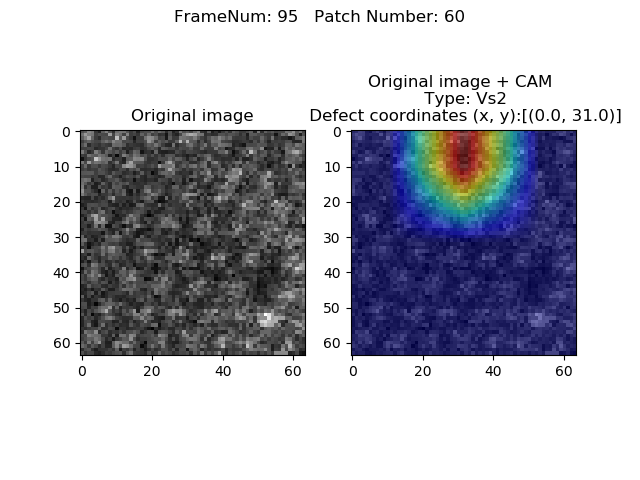 FrameNum: 95   Patch Number: 60
Original image
Original image + CAM
Type: Vs2
Defect coordinates (x, y):[(0.0, 31.0)]
0
10
20
30
40
50
60
0 20 40 60
0
10
20
30
40
50
60
0 20 40 60